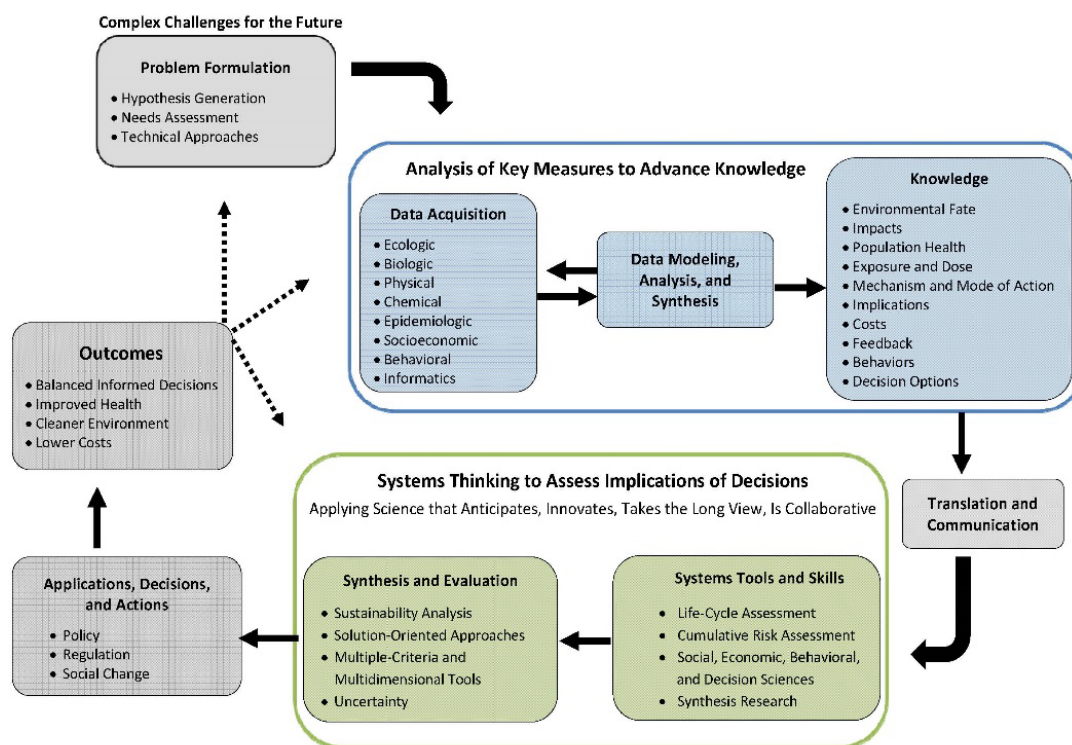 Complex Challenges for the Future
Problem Formulation
• Hypothesis Generation
• Needs Assessment
• Technical Approaches
Analysis of Key Measures to Advance Knowledge
Data Acquisition
• Ecologic
• Biologic
• Physical
• Chemical
• Epidemiologic
• Socioeconomic
• Behavioral
• Informatics
Data Modeling,
Analysis, and
Synthesis
Knowledge
• Environmental Fate
• Impacts
• Population Health
• Exposure and Dose
• Mechanism and Mode of Action
• Implications
• Costs
• Feedback
• Behaviors
• Decision Options
Translation and
Communication
Systems Thinking to Assess Implications of Decisions
Applying Science that Anticipates, Innovates, Takes the Long View, Is Collaborative
Systems Tools and Skills
• Life-Cycle Assessment
• Cumulative Risk Assessment
• Social, Economic, Behavioral,
and Decision Sciences
• Synthesis Research
Synthesis and Evaluation
• Sustainability Analysis
• Solution-Oriented Approaches
• Multiple-Criteria and
Multidimensional Tools
• Uncertainty
Applications, Decisions,
and Actions
• Policy
• Regulation
• Social Change
Outcomes
• Balanced Informed Decisions
• Improved Health
• Cleaner Environment
• Lower Costs